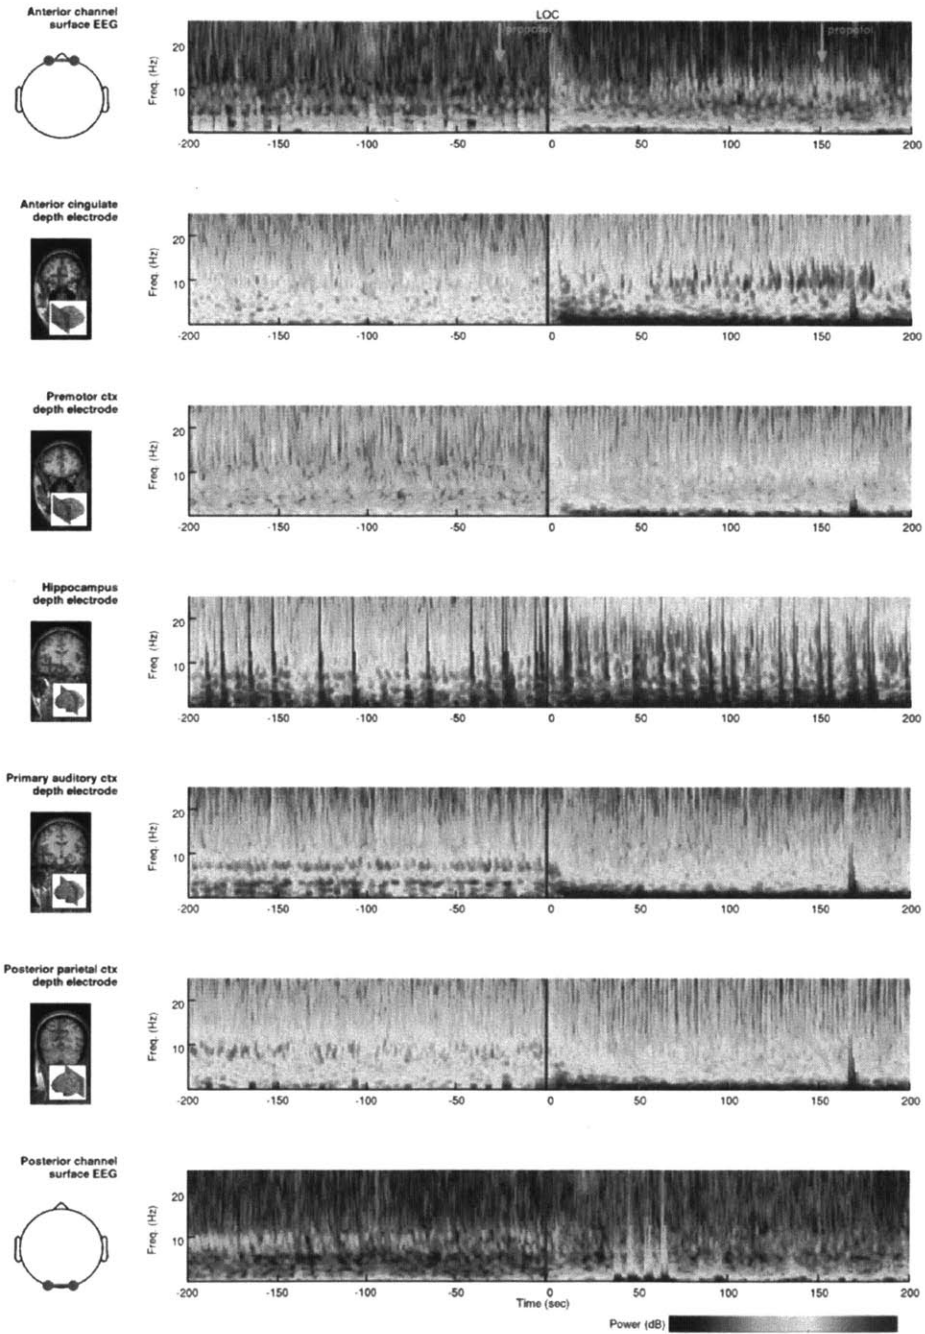 Anterior channel
surface EEG
LOC
propofol
propofol
Freq. (Hz)
20
10
-200 -150 -100 -50 0 50 100 150 200
Anterior cingulate
depth electrode
Freq. (Hz)
20
10
-200 -150 -100 -50 0 50 100 150 200
Premotor ctx
depth electrode
Freq. (Hz)
20
10
-200 -150 -100 -50 0 50 100 150 200
Hippocampus
depth electrode
Freq. (Hz)
20
10
-200 -150 -100 -50 0 50 100 150 200
Primary auditory ctx
depth electrode
Freq. (Hz)
20
10
-200 -150 -100 -50 0 50 100 150 200
Posterior parietal ctx
depth electrode
Freq. (Hz)
20
10
-200 -150 -100 -50 0 50 100 150 200
Posterior channel
surface EEG
Freq. (Hz)
20
10
-200 -150 -100 -50 0 50 100 150 200
Time (sec)
Power (dB)